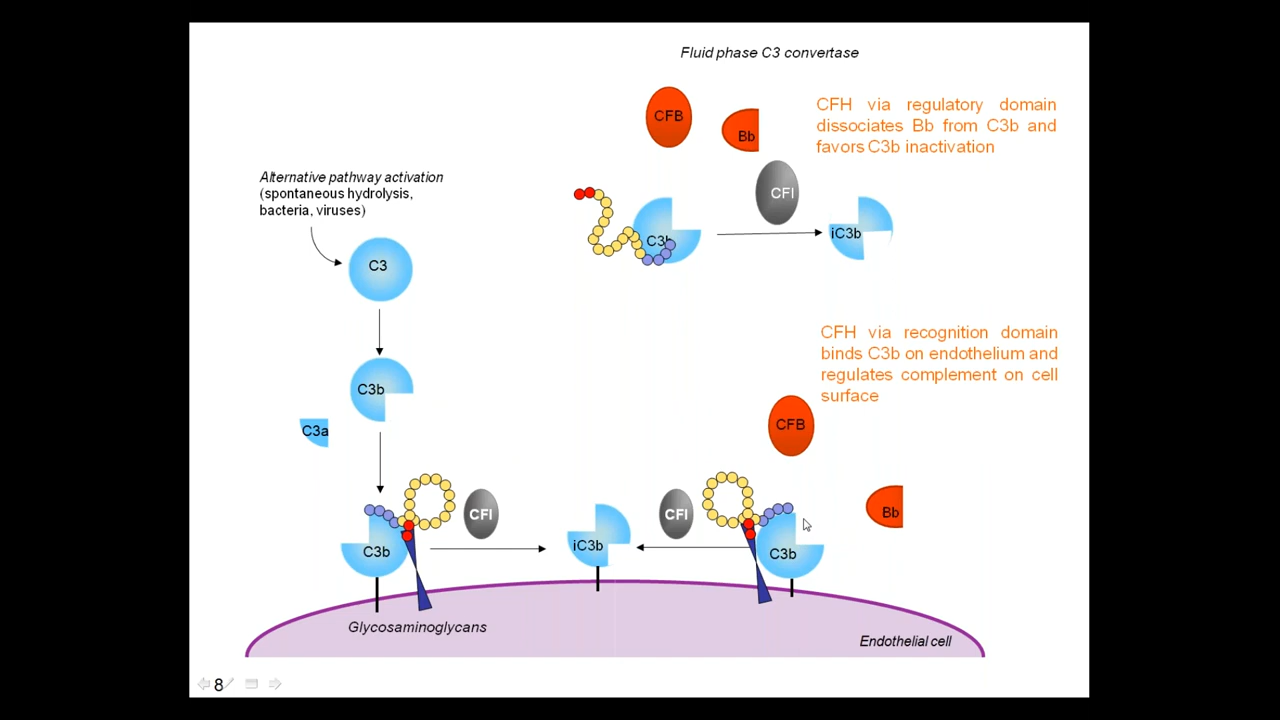 Fluid phase C3 convertase
CFB
Bb
CFH via regulatory domain
dissociates Bb from C3b and
favors C3b inactivation
Alternative pathway activation
(spontaneous hydrolysis,
bacteria, viruses)
CFI
C3b
iC3b
C3
CFH via recognition domain
binds C3b on endothelium and
regulates complement on cell
surface
C3b
C3a
CFB
CFI
CFI
Bb
C3b
iC3b
C3b
Glycosaminoglycans
Endothelial cell
8